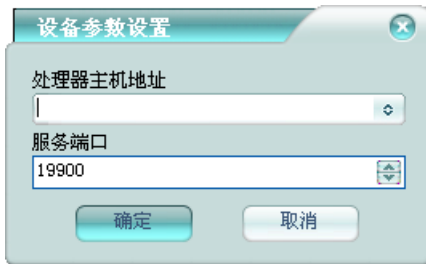 设备参数设置
处理器主机地址
服务端口
19900
确定
取消